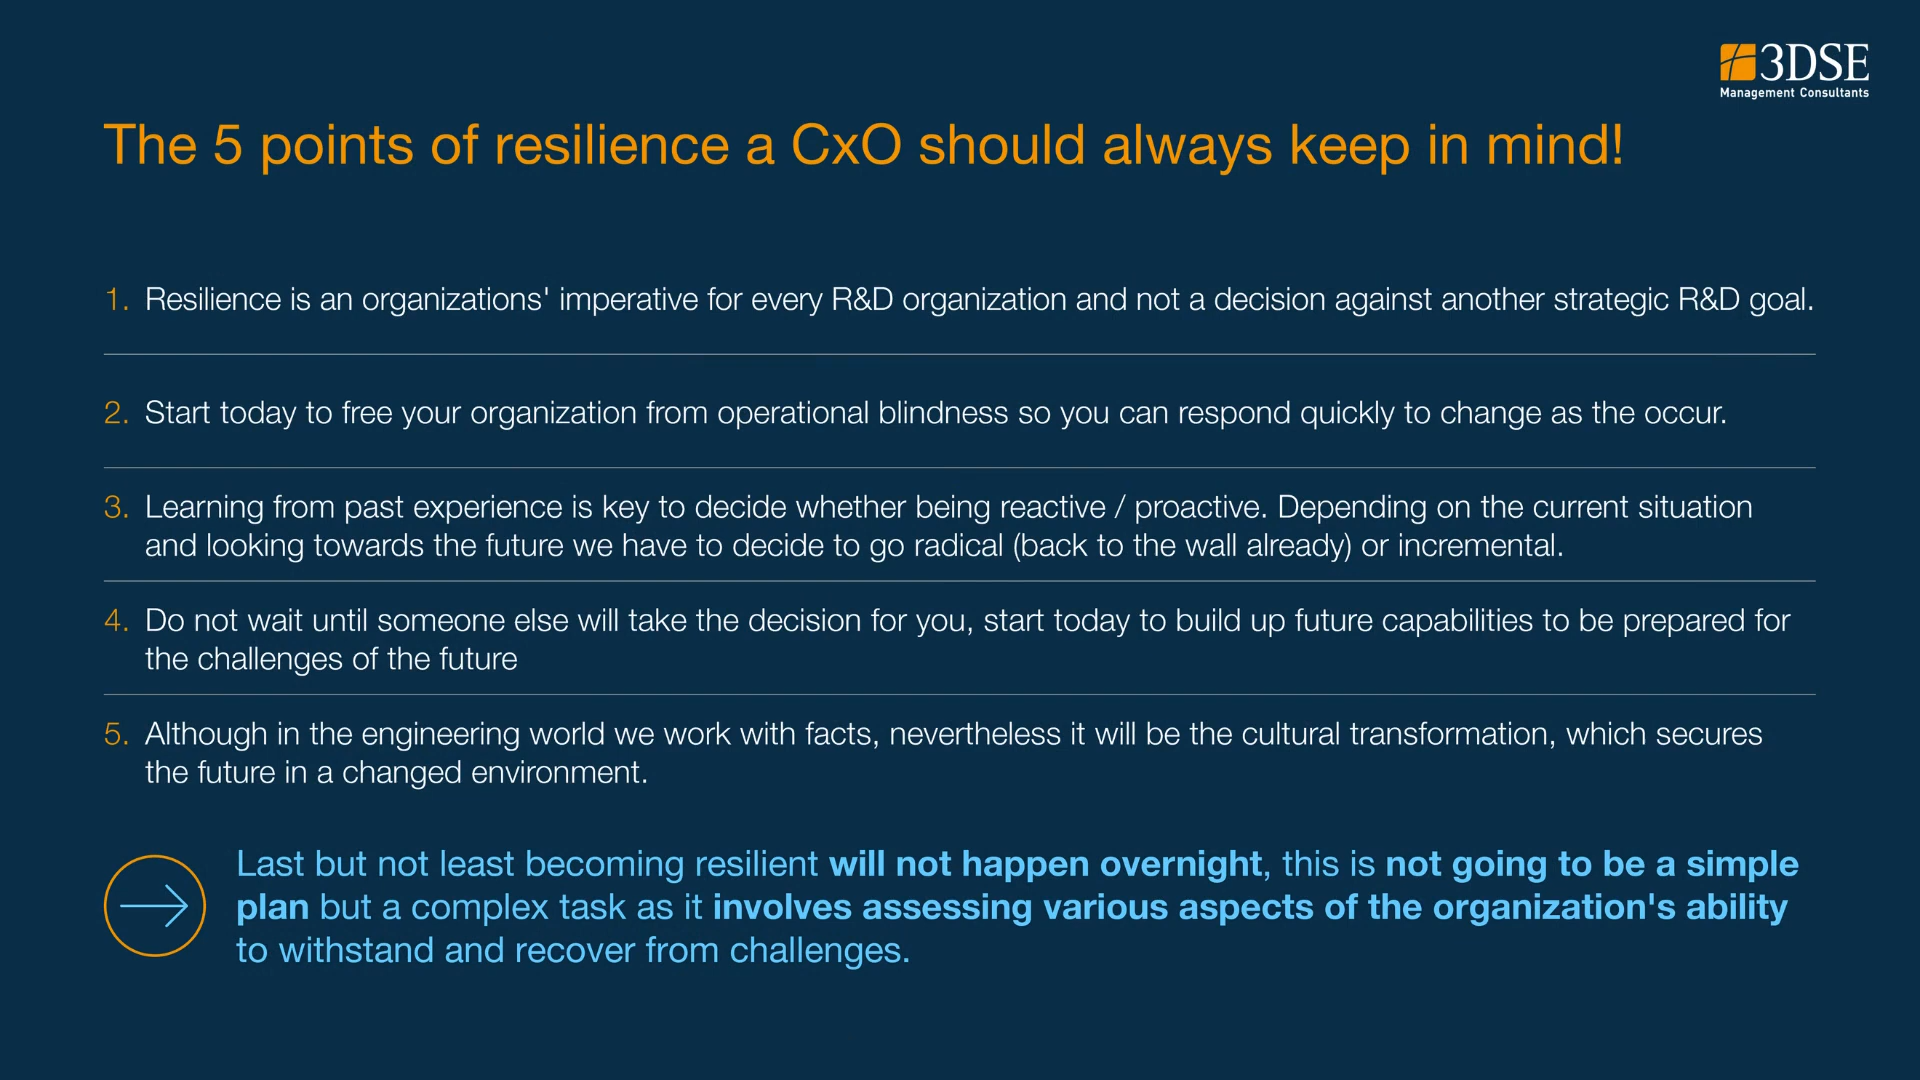 3DSE
Management Consultants
The 5 points of resilience a CxO should always keep in mind!
1. Resilience is an organizations' imperative for every R&D organization and not a decision against another strategic R&D goal.
2. Start today to free your organization from operational blindness so you can respond quickly to change as the occur.
3. Learning from past experience is key to decide whether being reactive / proactive. Depending on the current situation
and looking towards the future we have to decide to go radical (back to the wall already) or incremental.
4. Do not wait until someone else will take the decision for you, start today to build up future capabilities to be prepared for
the challenges of the future
5. Although in the engineering world we work with facts, nevertheless it will be the cultural transformation, which secures
the future in a changed environment.
Last but not least becoming resilient will not happen overnight, this is not going to be a simple
plan but a complex task as it involves assessing various aspects of the organization's ability
to withstand and recover from challenges.